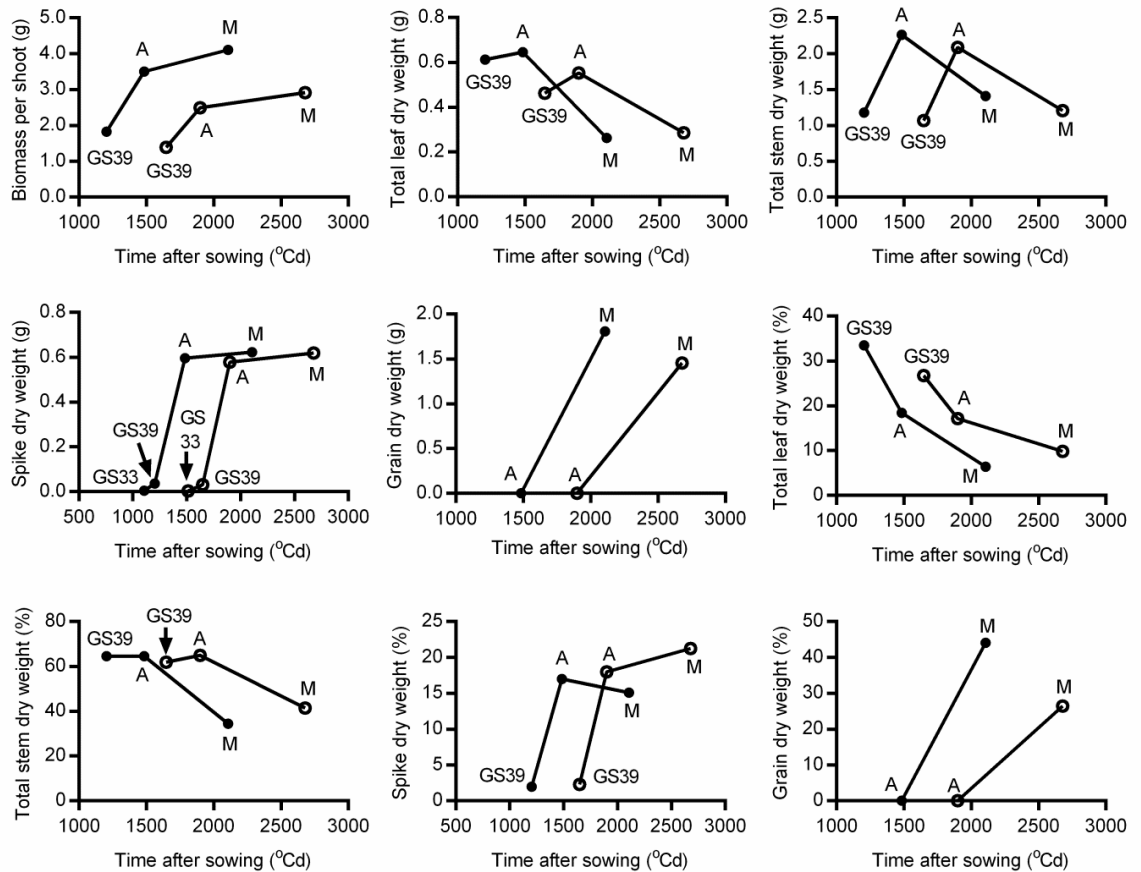 Biomass per shoot (g)
5.0
4.0
3.0
2.0
1.0
0.0
M
A
GS39
A
M
GS39
1000 1500 2000 2500 3000
Time after sowing (°Cd)
Total leaf dry weight (g)
0.8
0.6
0.4
0.2
0.0
A
A
GS39
GS39
M
M
1000 1500 2000 2500 3000
Time after sowing (°Cd)
Total stem dry weight (g)
2.5
2.0
1.5
1.0
0.5
0.0
A
A
GS39
GS39
M
M
1000 1500 2000 2500 3000
Time after sowing (°Cd)
Spike dry weight (g)
0.8
0.6
0.4
0.2
0.0
A
M
A
M
GS
33
GS39
GS33
GS39
500 1000 1500 2000 2500 3000
Time after sowing (°Cd)
Grain dry weight (g)
2.0
1.5
1.0
0.5
0.0
M
M
A
A
1000 1500 2000 2500 3000
Time after sowing (°Cd)
Total leaf dry weight (%)
40
30
20
10
0
GS39
GS39
A
A
M
M
1000 1500 2000 2500 3000
Time after sowing (°Cd)
Total stem dry weight (%)
80
60
40
20
0
GS39
GS39
A
A
M
M
1000 1500 2000 2500 3000
Time after sowing (°Cd)
Spike dry weight (%)
25
20
15
10
5
0
A
A
M
M
GS39
GS39
500 1000 1500 2000 2500 3000
Time after sowing (°Cd)
Grain dry weight (%)
50
40
30
20
10
0
M
M
A
A
1000 1500 2000 2500 3000
Time after sowing (°Cd)